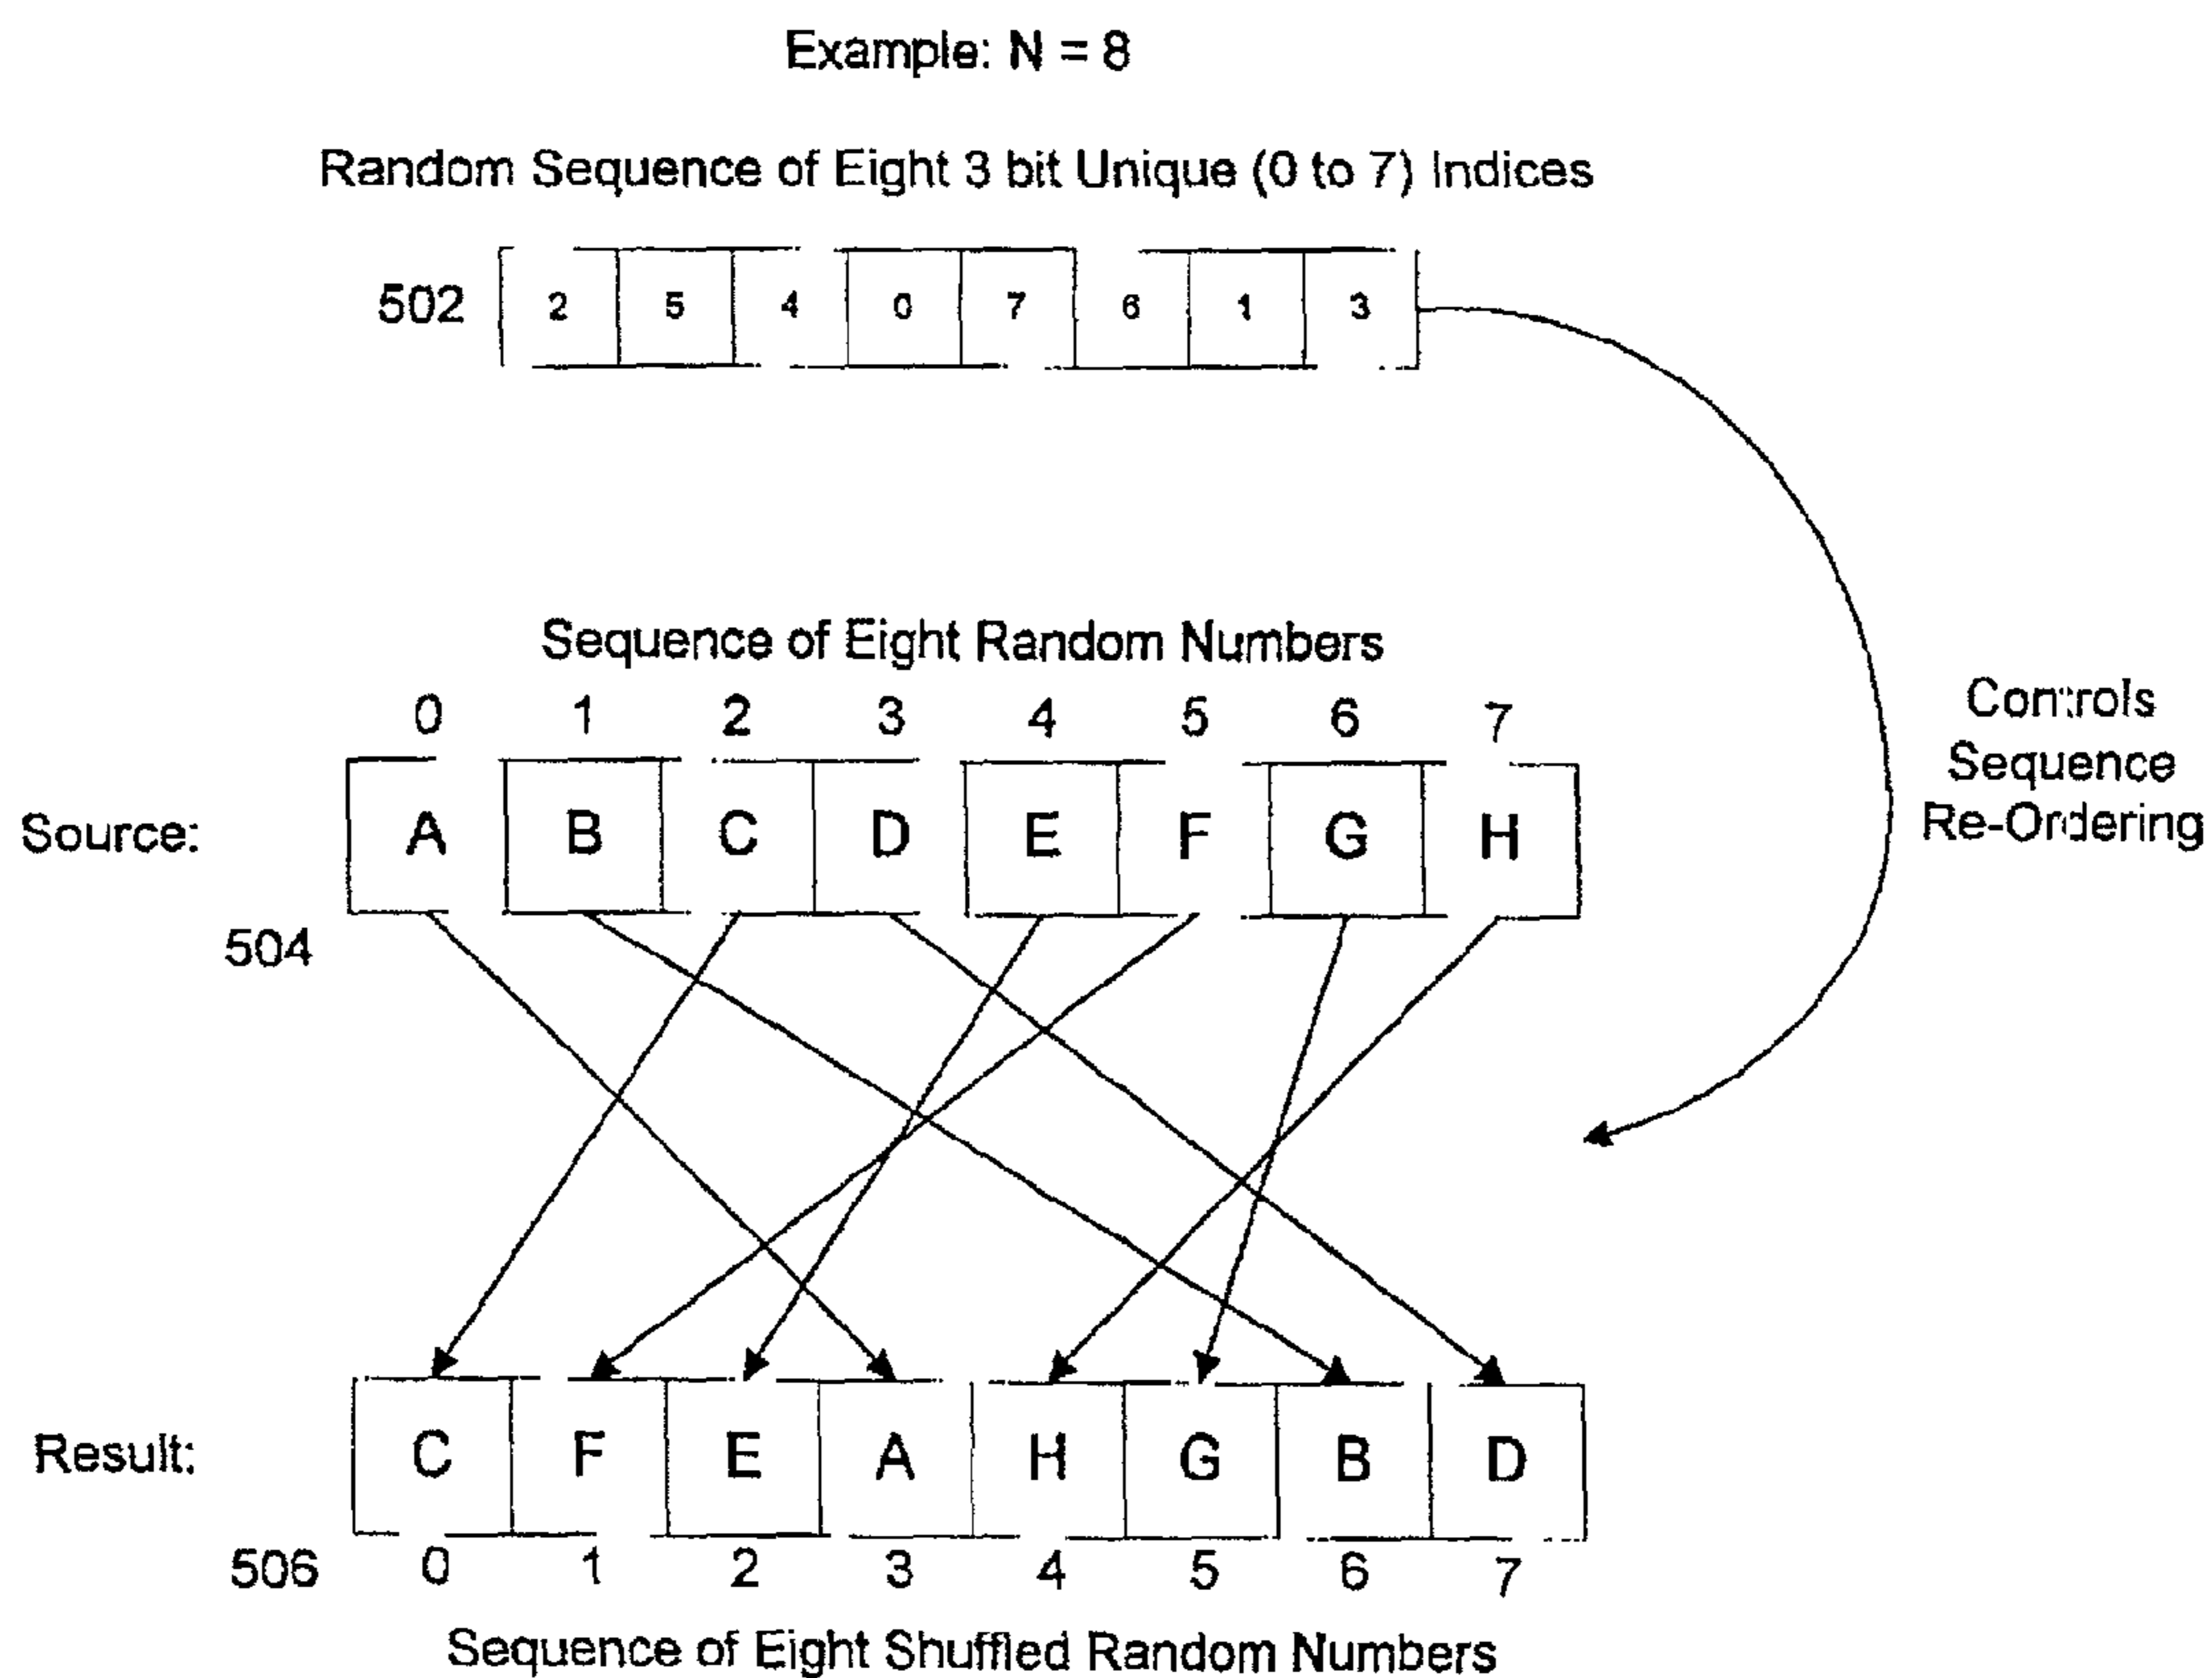 Example: N = 8
Random Sequence of Eight 3 bit Unique (0 to 7) Indices
502 2 5 4 0 7 6 1 3
Sequence of Eight Random Numbers
0 1 2 3 4 5 6 7
Controls
Sequence
Re-Ordering
Source: A B C D E F G H
504
Result: C F E A H G B D
506 0 1 2 3 4 5 6 7
Sequence of Eight Shuffled Random Numbers